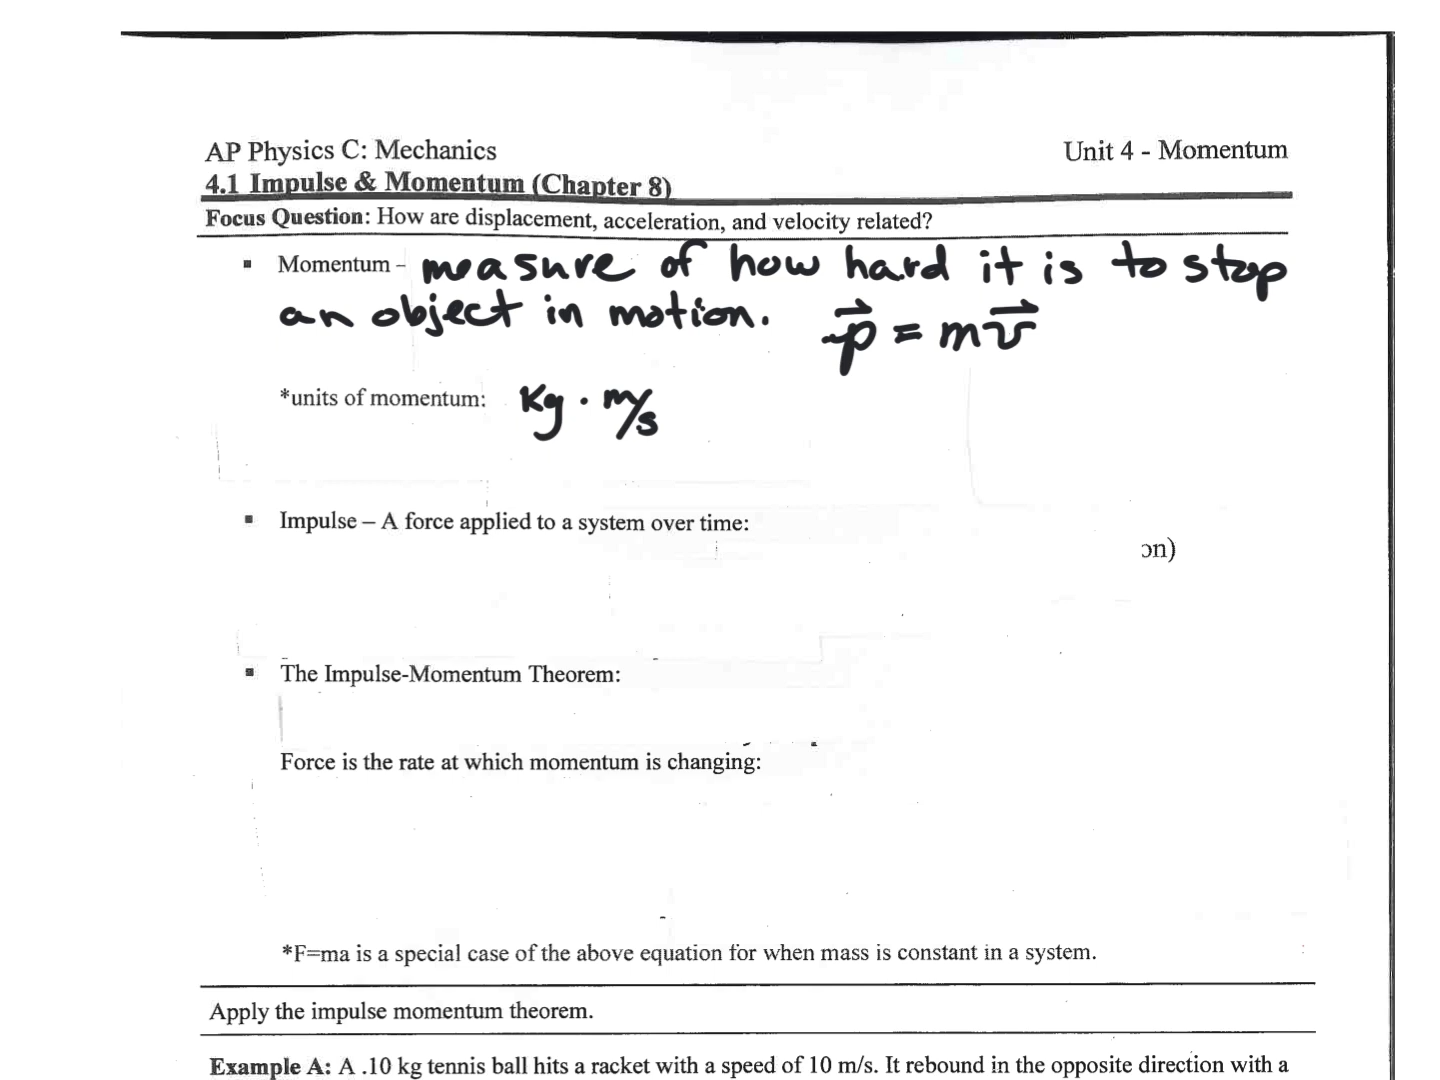 AP Physics C: Mechanics Unit 4 - Momentum
4.1 Impulse & Momentum (Chapter 8)
Focus Question: How are displacement, acceleration, and velocity related?
▪ Momentum – measure of how hard it is to stop
an object in motion. p⃗ = mv⃗
*units of momentum: Kg · m/s
▪ Impulse – A force applied to a system over time:
on)
▪ The Impulse-Momentum Theorem:
Force is the rate at which momentum is changing:
*F=ma is a special case of the above equation for when mass is constant in a system.
Apply the impulse momentum theorem.
Example A: A .10 kg tennis ball hits a racket with a speed of 10 m/s. It rebound in the opposite direction with a